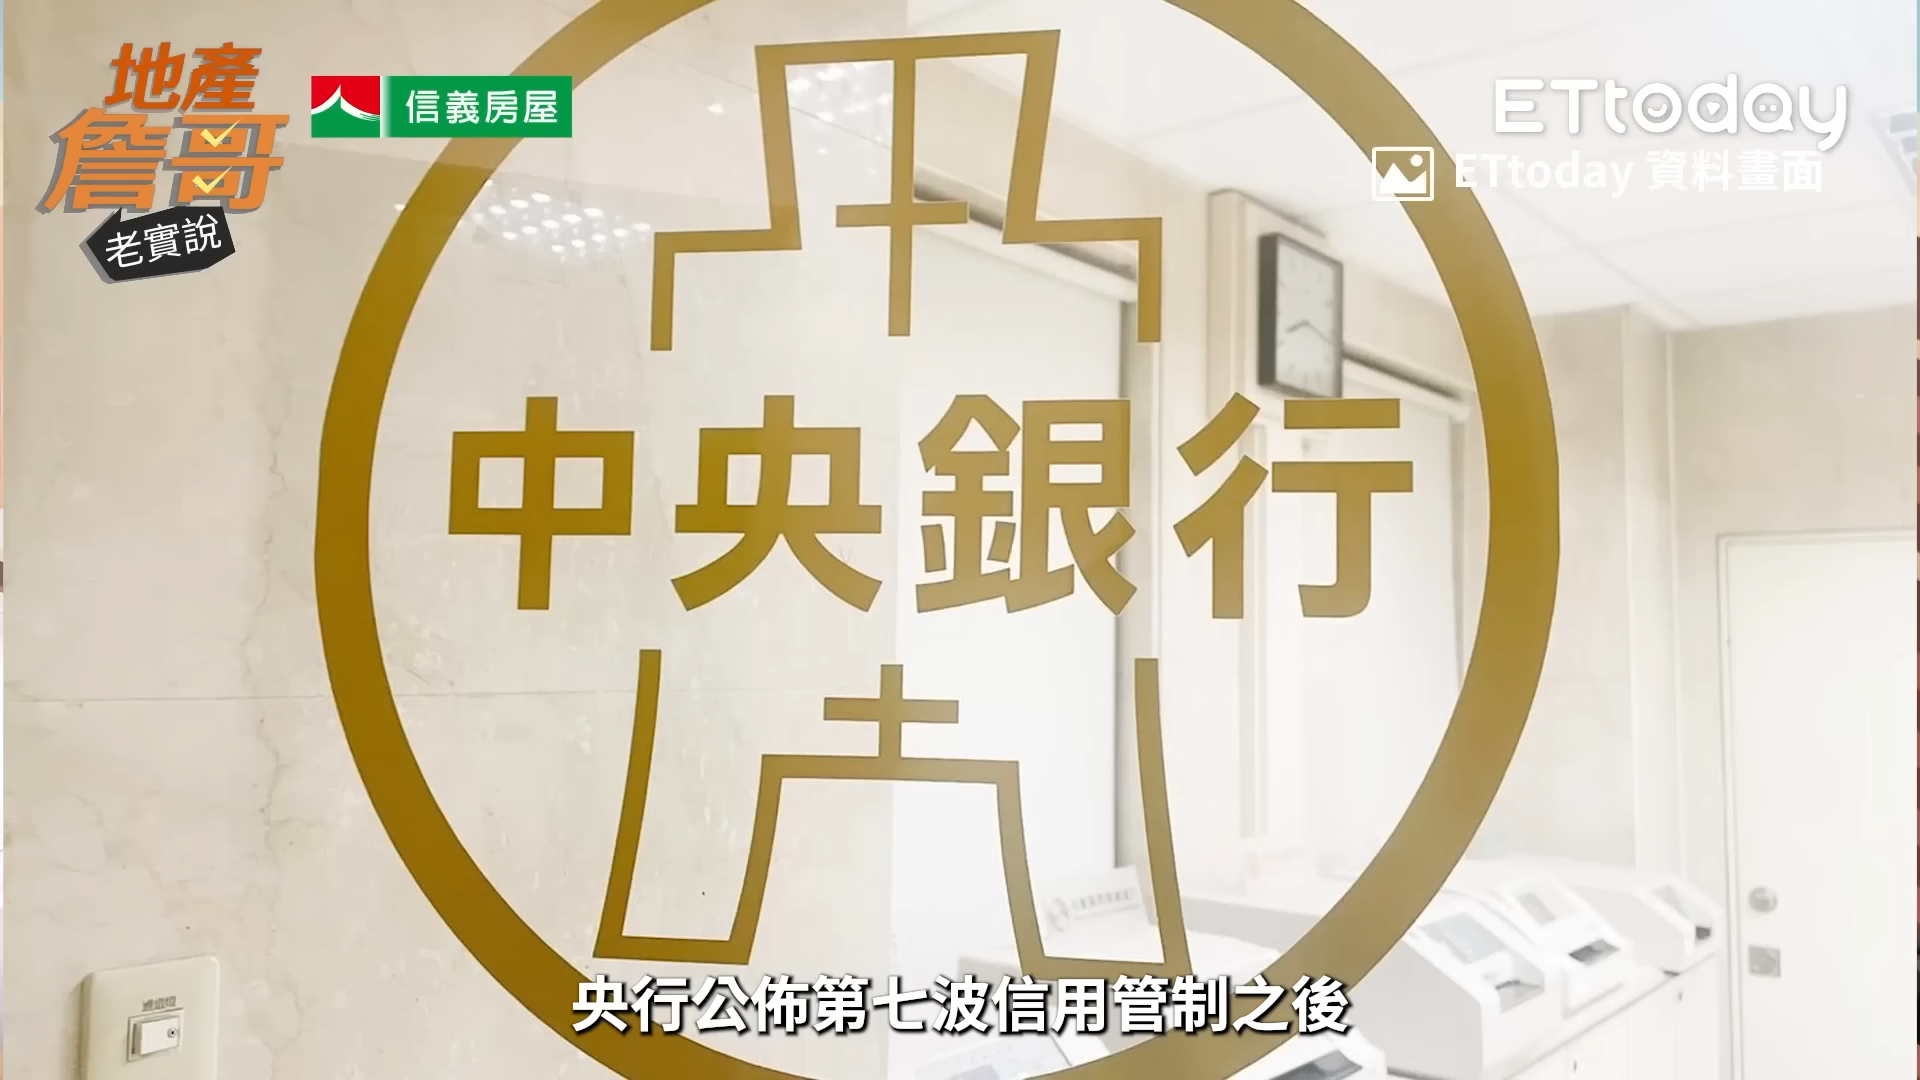 地產
詹哥
老實說
信義房屋
ETtoday
ETtoday 資料畫面
中央銀行
央行公佈第七波信用管制之後